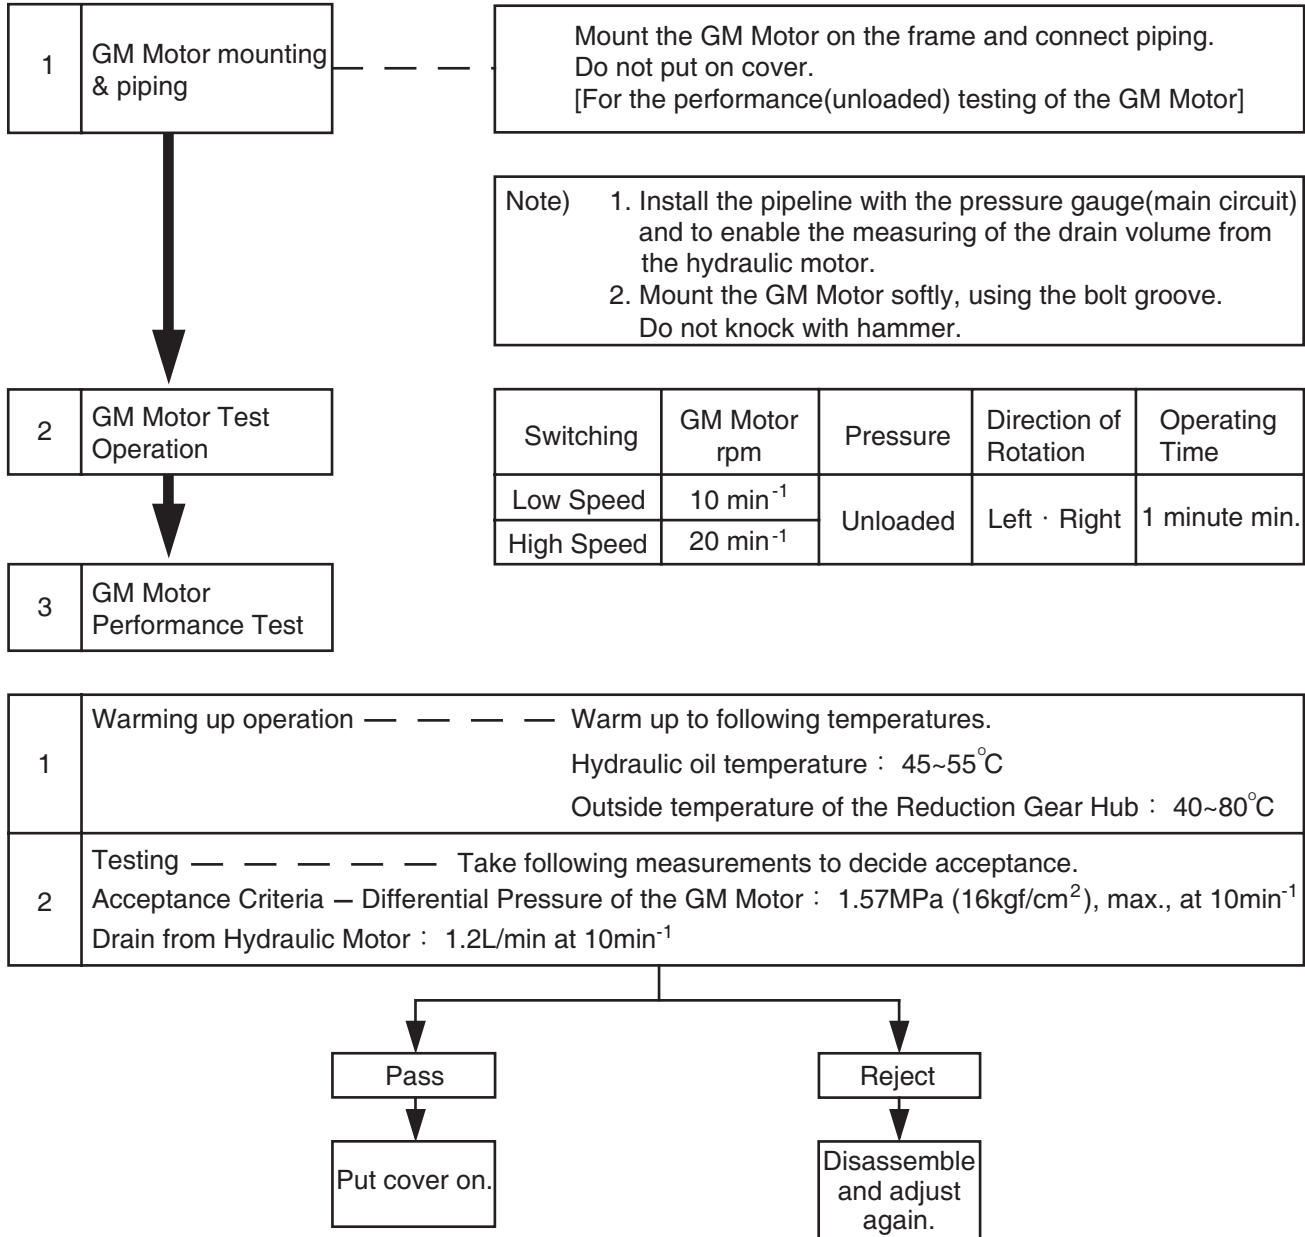 1
GM Motor mounting
& piping
Mount the GM Motor on the frame and connect piping.
Do not put on cover.
[For the performance(unloaded) testing of the GM Motor]
Note) 1. Install the pipeline with the pressure gauge(main circuit)
and to enable the measuring of the drain volume from
the hydraulic motor.
2. Mount the GM Motor softly, using the bolt groove.
Do not knock with hammer.
2
GM Motor Test
Operation
Switching
GM Motor
rpm
Pressure
Direction of
Rotation
Operating
Time
Low Speed
10 min⁻¹
High Speed
20 min⁻¹
Unloaded
Left · Right
1 minute min.
3
GM Motor
Performance Test
1
Warming up operation — — — — Warm up to following temperatures.
Hydraulic oil temperature : 45~55°C
Outside temperature of the Reduction Gear Hub : 40~80°C
2
Testing — — — — — Take following measurements to decide acceptance.
Acceptance Criteria – Differential Pressure of the GM Motor : 1.57MPa (16kgf/cm²), max., at 10min⁻¹
Drain from Hydraulic Motor : 1.2L/min at 10min⁻¹
Pass
Reject
Put cover on.
Disassemble
and adjust
again.